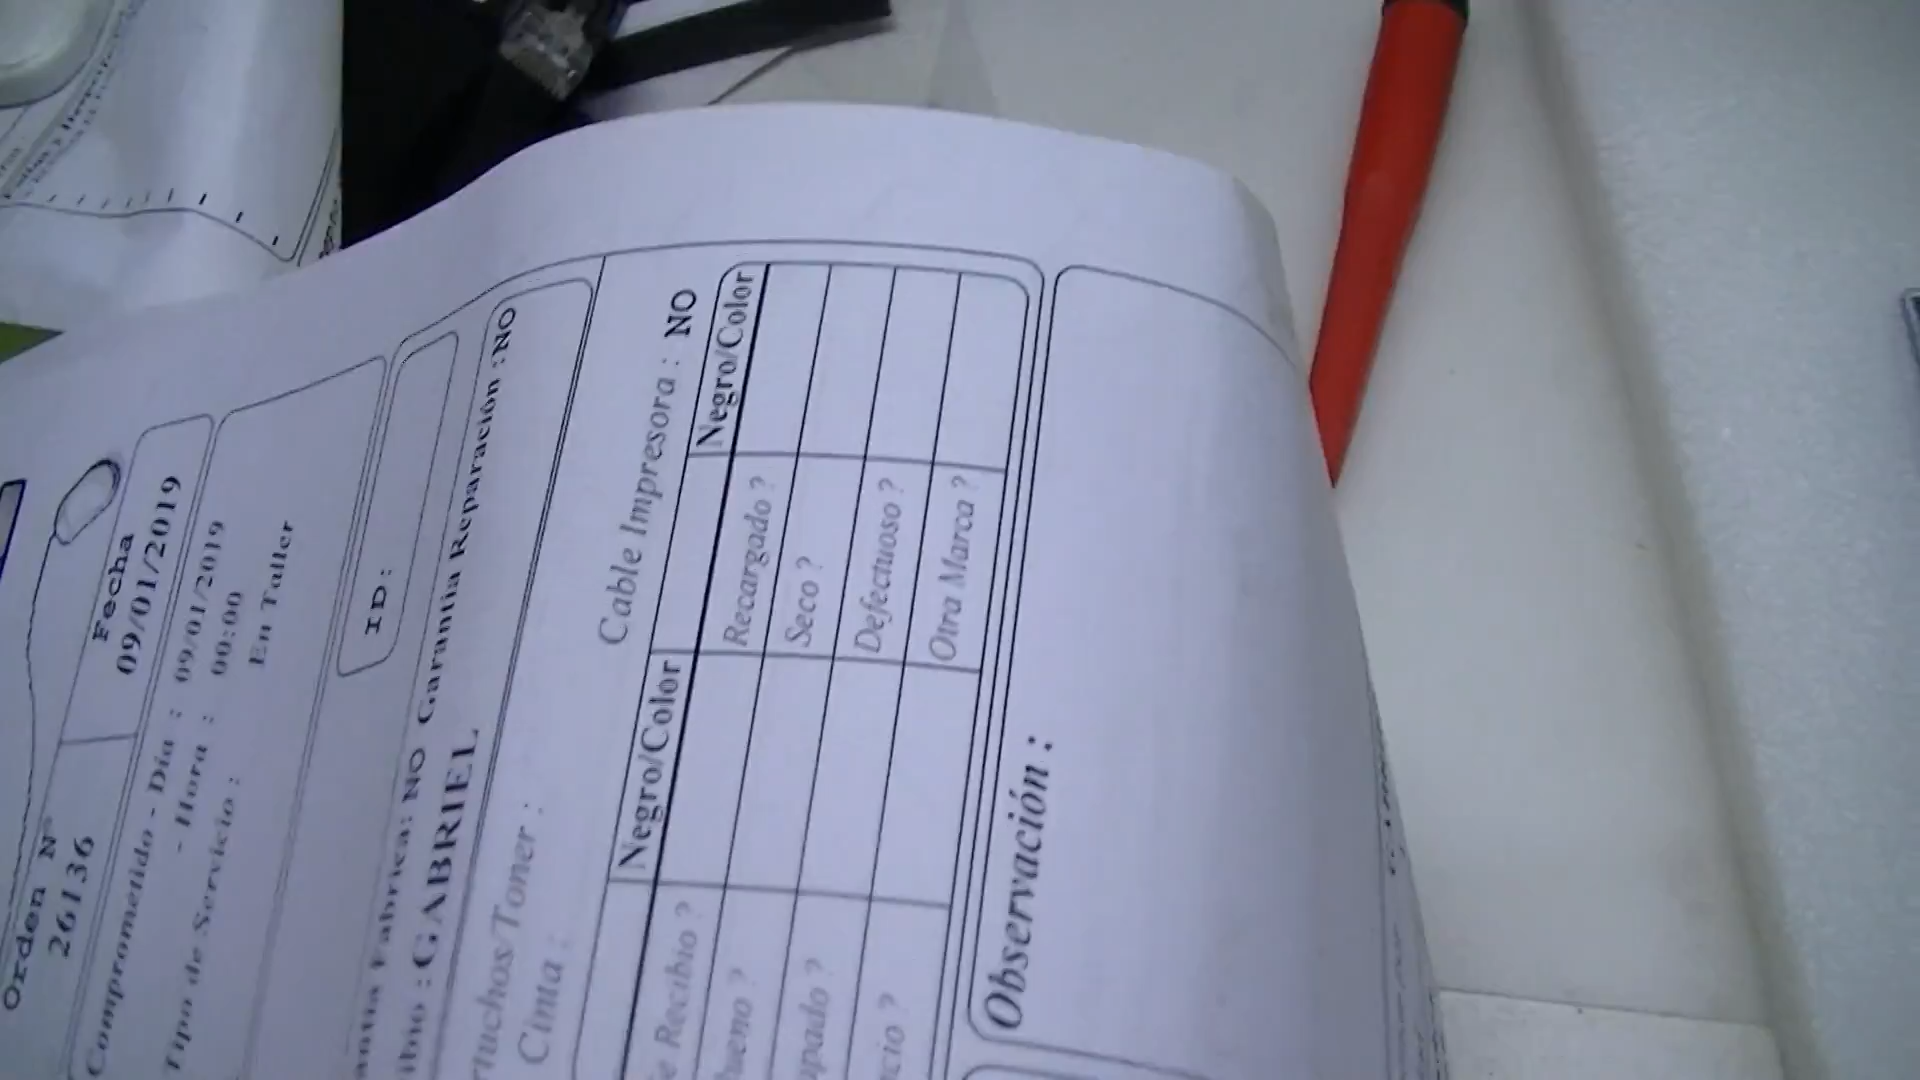 Orden N° Fecha
26136 09/01/2019
Comprometido - Día : 09/01/2019
- Hora : 00:00
Tipo de Servicio : En Taller
ID:
Fabrica: NO Garantia Reparación :NO
: GABRIEL
/Toner :
Cinta : Cable Impresora : NO
Negro/Color Negro/Color
Recibio ? Recargado ?
Seco ?
Defectuoso ?
Otra Marca ?
Observación :